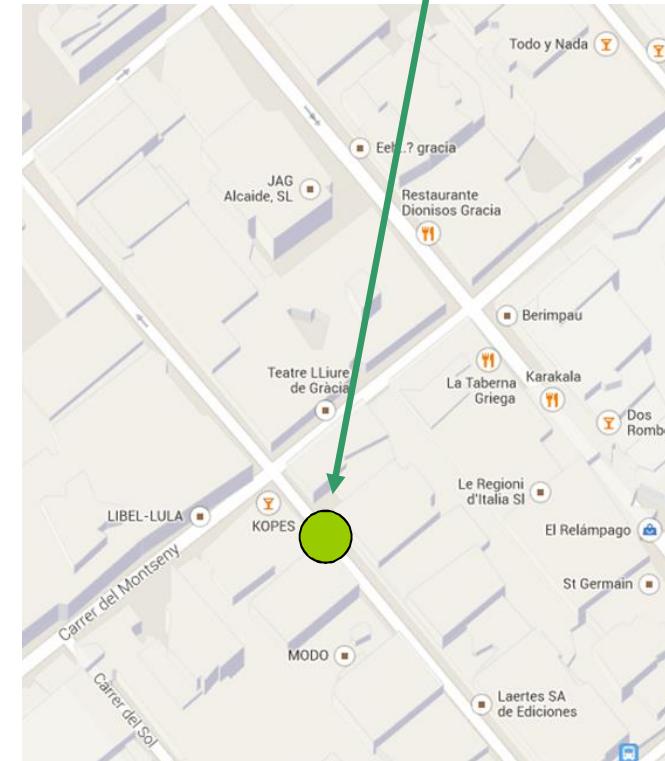 Todo y Nada
Eeh..? gracia
JAG
Alcaide, SL
Restaurante
Dionisos Gracia
Berimpau
Teatre LLiure
de Gràcia
La Taberna
Griega
Karakala
Dos
Rombo
Le Regioni
d'Italia Sl
LIBEL-LULA
KOPES
El Relámpago
St Germain
Carrer del Montseny
MODO
Carrer del Sol
Laertes SA
de Ediciones